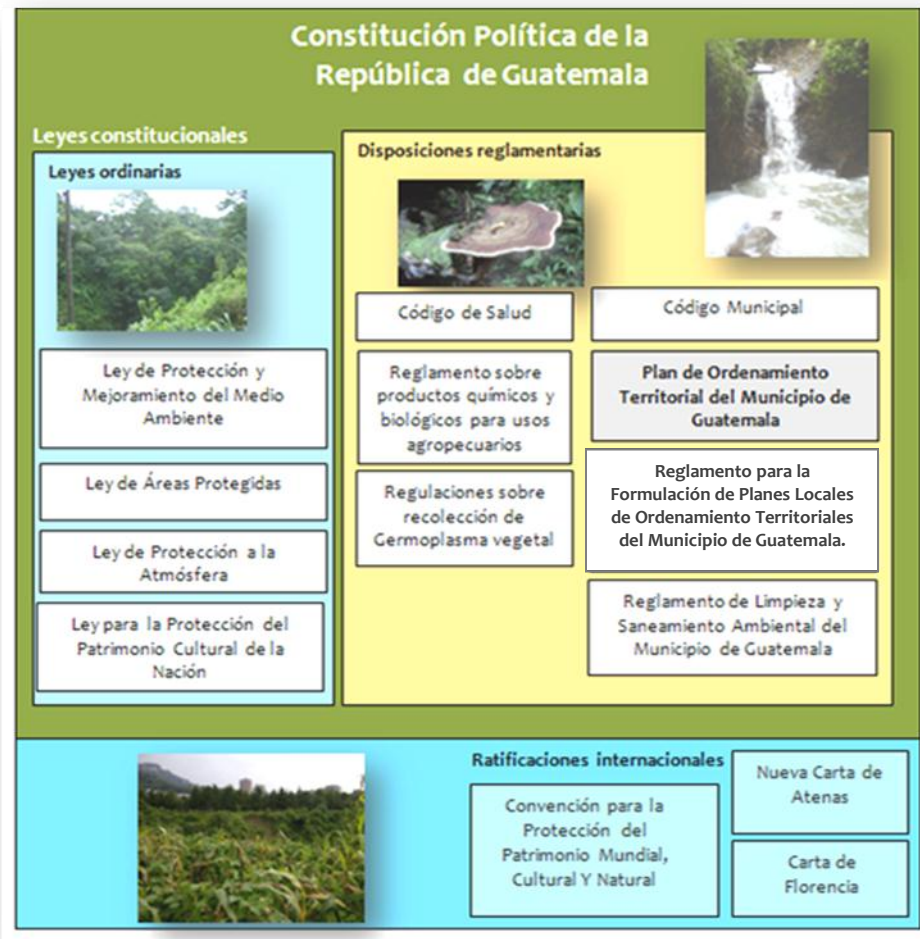 Constitución Política de la
República de Guatemala
Leyes constitucionales
Leyes ordinarias
Ley de Protección y
Mejoramiento del Medio
Ambiente
Ley de Áreas Protegidas
Ley de Protección a la
Atmósfera
Ley para la Protección del
Patrimonio Cultural de la
Nación
Disposiciones reglamentarias
Código de Salud
Reglamento sobre
productos químicos y
biológicos para usos
agropecuarios
Regulaciones sobre
recolección de
Germoplasma vegetal
Código Municipal
Plan de Ordenamiento
Territorial del Municipio de
Guatemala
Reglamento para la
Formulación de Planes Locales
de Ordenamiento Territoriales
del Municipio de Guatemala.
Reglamento de Limpieza y
Saneamiento Ambiental del
Municipio de Guatemala
Ratificaciones internacionales
Convención para la
Protección del
Patrimonio Mundial,
Cultural Y Natural
Nueva Carta de
Atenas
Carta de
Florencia